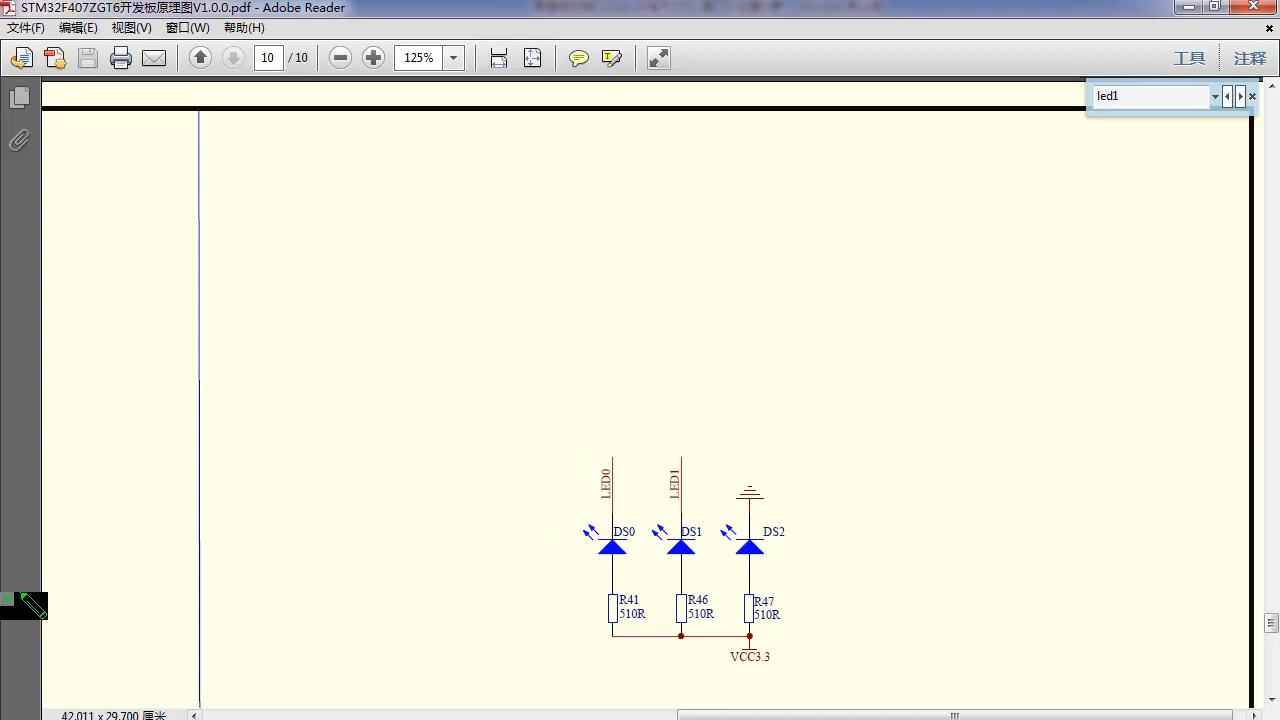 STM32F407ZGT6开发板原理图V1.0.0.pdf - Adobe Reader
文件(F) 编辑(E) 视图(V) 窗口(W) 帮助(H)
10 / 10 125% 工具 注释
led1
LED0 LED1
DS0 DS1 DS2
R41 R46 R47
510R 510R 510R
VCC3.3
42.011 x 29.700 厘米